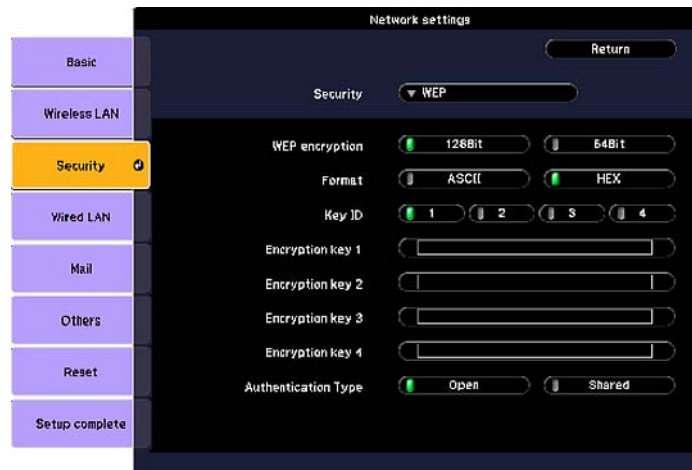 Network settings
Return
Basic
Wireless LAN
Security
Wired LAN
Mail
Others
Reset
Setup complete
Security WEP
WEP encryption 128Bit 64Bit
Format ASCII HEX
Key ID 1 2 3 4
Encryption key 1
Encryption key 2
Encryption key 3
Encryption key 4
Authentication Type Open Shared